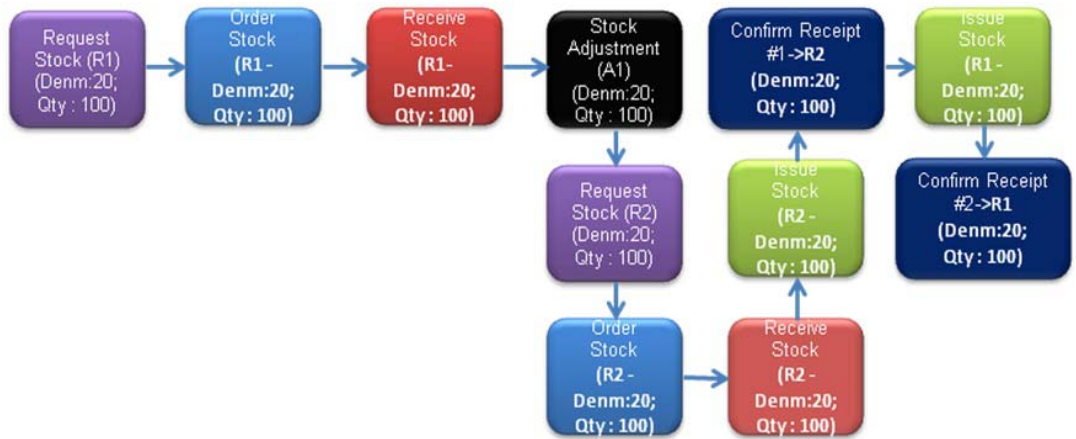 Request
Stock (R1)
(Denm:20;
Qty : 100)
Order
Stock
(R1 -
Denm:20;
Qty : 100)
Receive
Stock
(R1-
Denm:20;
Qty : 100)
Stock
Adjustment
(A1)
(Denm:20;
Qty : 100)
Request
Stock (R2)
(Denm:20;
Qty : 100)
Order
Stock
(R2 -
Denm:20;
Qty : 100)
Receive
Stock
(R2 -
Denm:20;
Qty : 100)
Issue
Stock
(R2 -
Denm:20;
Qty : 100)
Confirm Receipt
#1->R2
(Denm:20;
Qty : 100)
Issue
Stock
(R1 -
Denm:20;
Qty : 100)
Confirm Receipt
#2->R1
(Denm:20;
Qty : 100)